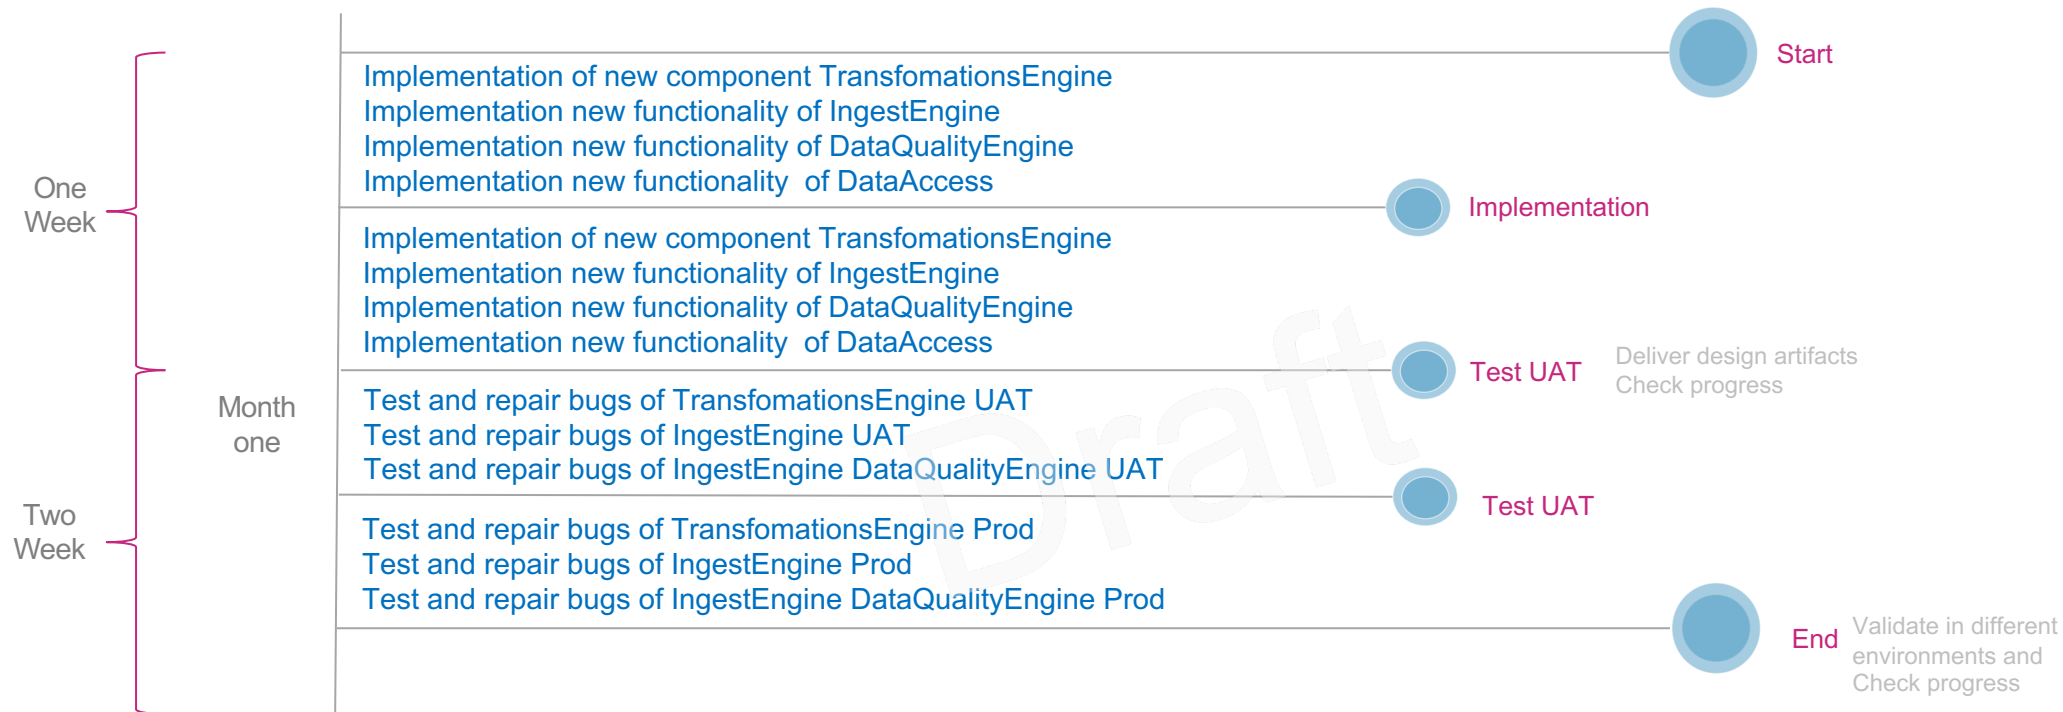 Start
Implementation of new component TransfomationsEngine
Implementation new functionality of IngestEngine
Implementation new functionality of DataQualityEngine
Implementation new functionality  of DataAccess
One
Week
Implementation
Implementation of new component TransfomationsEngine
Implementation new functionality of IngestEngine
Implementation new functionality of DataQualityEngine
Implementation new functionality  of DataAccess
Test UAT
Deliver design artifacts
Check progress
Month
one
Test and repair bugs of TransfomationsEngine UAT
Test and repair bugs of IngestEngine UAT
Test and repair bugs of IngestEngine DataQualityEngine UAT
Test UAT
Two
Week
Test and repair bugs of TransfomationsEngine Prod
Test and repair bugs of IngestEngine Prod
Test and repair bugs of IngestEngine DataQualityEngine Prod
End
Validate in different
environments and
Check progress
Draft